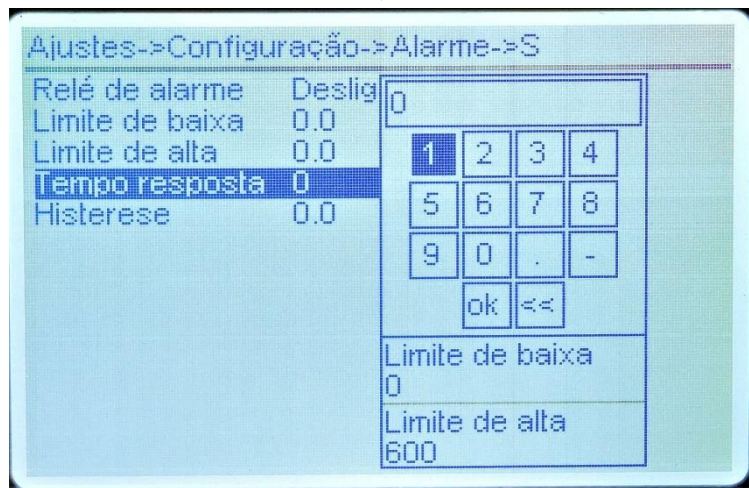 Ajustes->Configuração->Alarme->S
Relé de alarme Deslig
Limite de baixa 0.0
Limite de alta 0.0
Tempo resposta 0
Histerese 0.0
0
1 2 3 4
5 6 7 8
9 0 . -
ok <<
Limite de baixa
0
Limite de alta
600